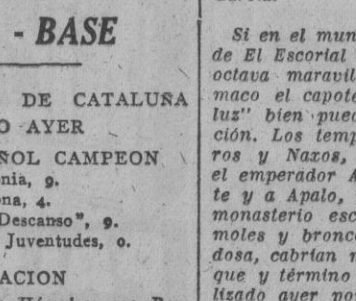 - BASE
DE CATALUÑA
O AYER
ÑOL CAMPEON
nia, 9.
na, 4.
Descanso", 9.
Juventudes, 0.
ACION
Si en el mun
de El Escorial
octava maravil
maco el capote
luz" bien pued
ción. Los temp
ros y Naxos,
el emperador A
te y a Apalo,
monasterio esc
moles y bronce
dosa, cabrían n
que y término
lizado ayer por